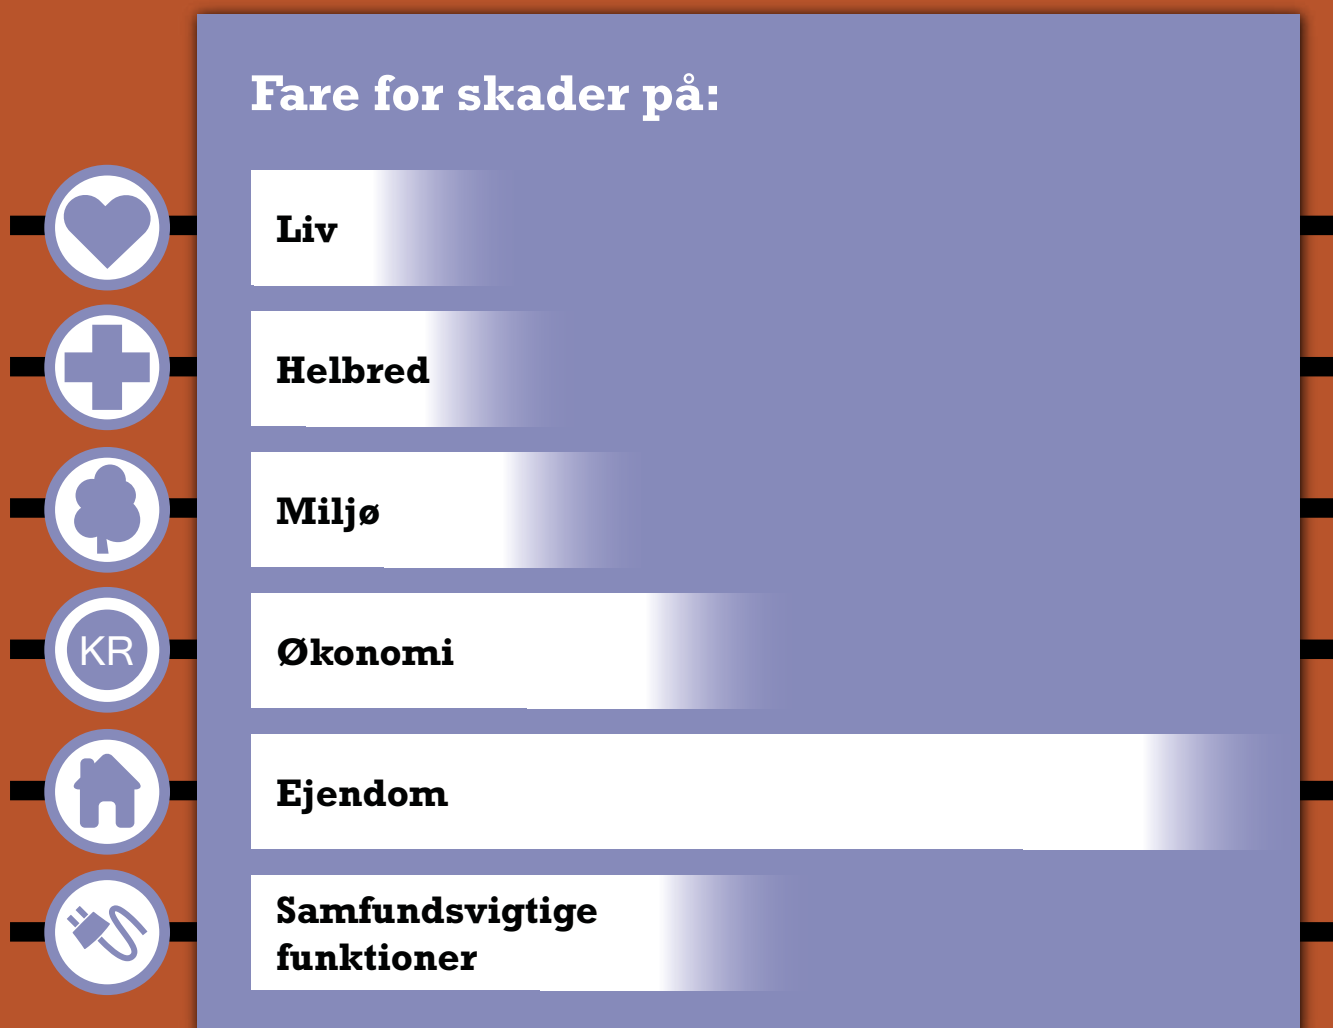 Fare for skader på:
Liv
Helbred
Miljø
KR
Økonomi
Ejendom
Samfundsvigtige
funktioner